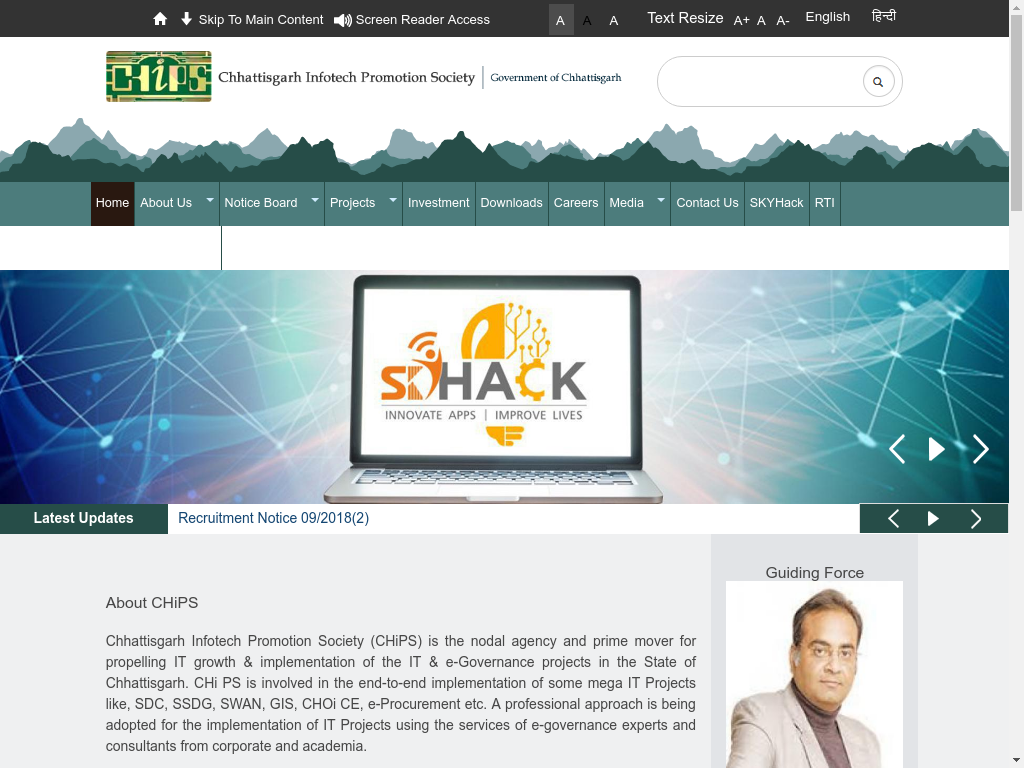 Skip To Main Content Screen Reader Access A A A Text Resize A+ A A- English हिन्दी
CHiPS Chhattisgarh Infotech Promotion Society Government of Chhattisgarh
Home About Us Notice Board Projects Investment Downloads Careers Media Contact Us SKYHack RTI
SKYHACK
INNOVATE APPS | IMPROVE LIVES
Latest Updates Recruitment Notice 09/2018(2)
Guiding Force
About CHiPS
Chhattisgarh Infotech Promotion Society (CHiPS) is the nodal agency and prime mover for
propelling IT growth & implementation of the IT & e-Governance projects in the State of
Chhattisgarh. CHi PS is involved in the end-to-end implementation of some mega IT Projects
like, SDC, SSDG, SWAN, GIS, CHOi CE, e-Procurement etc. A professional approach is being
adopted for the implementation of IT Projects using the services of e-governance experts and
consultants from corporate and academia.